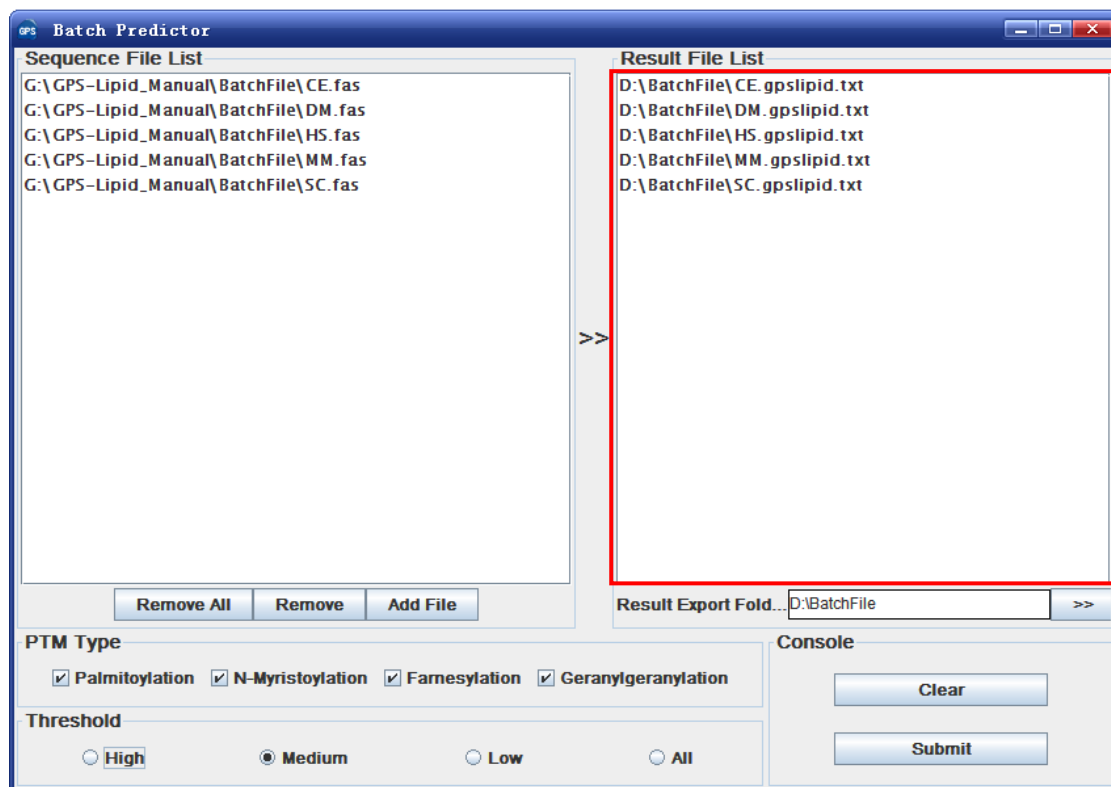 GPS Batch Predictor
Sequence File List
G:\GPS-Lipid_Manual\BatchFile\CE.fas
G:\GPS-Lipid_Manual\BatchFile\DM.fas
G:\GPS-Lipid_Manual\BatchFile\HS.fas
G:\GPS-Lipid_Manual\BatchFile\MM.fas
G:\GPS-Lipid_Manual\BatchFile\SC.fas
Remove All Remove Add File
>>
Result File List
D:\BatchFile\CE.gpslipid.txt
D:\BatchFile\DM.gpslipid.txt
D:\BatchFile\HS.gpslipid.txt
D:\BatchFile\MM.gpslipid.txt
D:\BatchFile\SC.gpslipid.txt
Result Export Fold... D:\BatchFile >>
PTM Type
Palmitoylation N-Myristoylation Farnesylation Geranylgeranylation
Threshold
High Medium Low All
Console
Clear
Submit